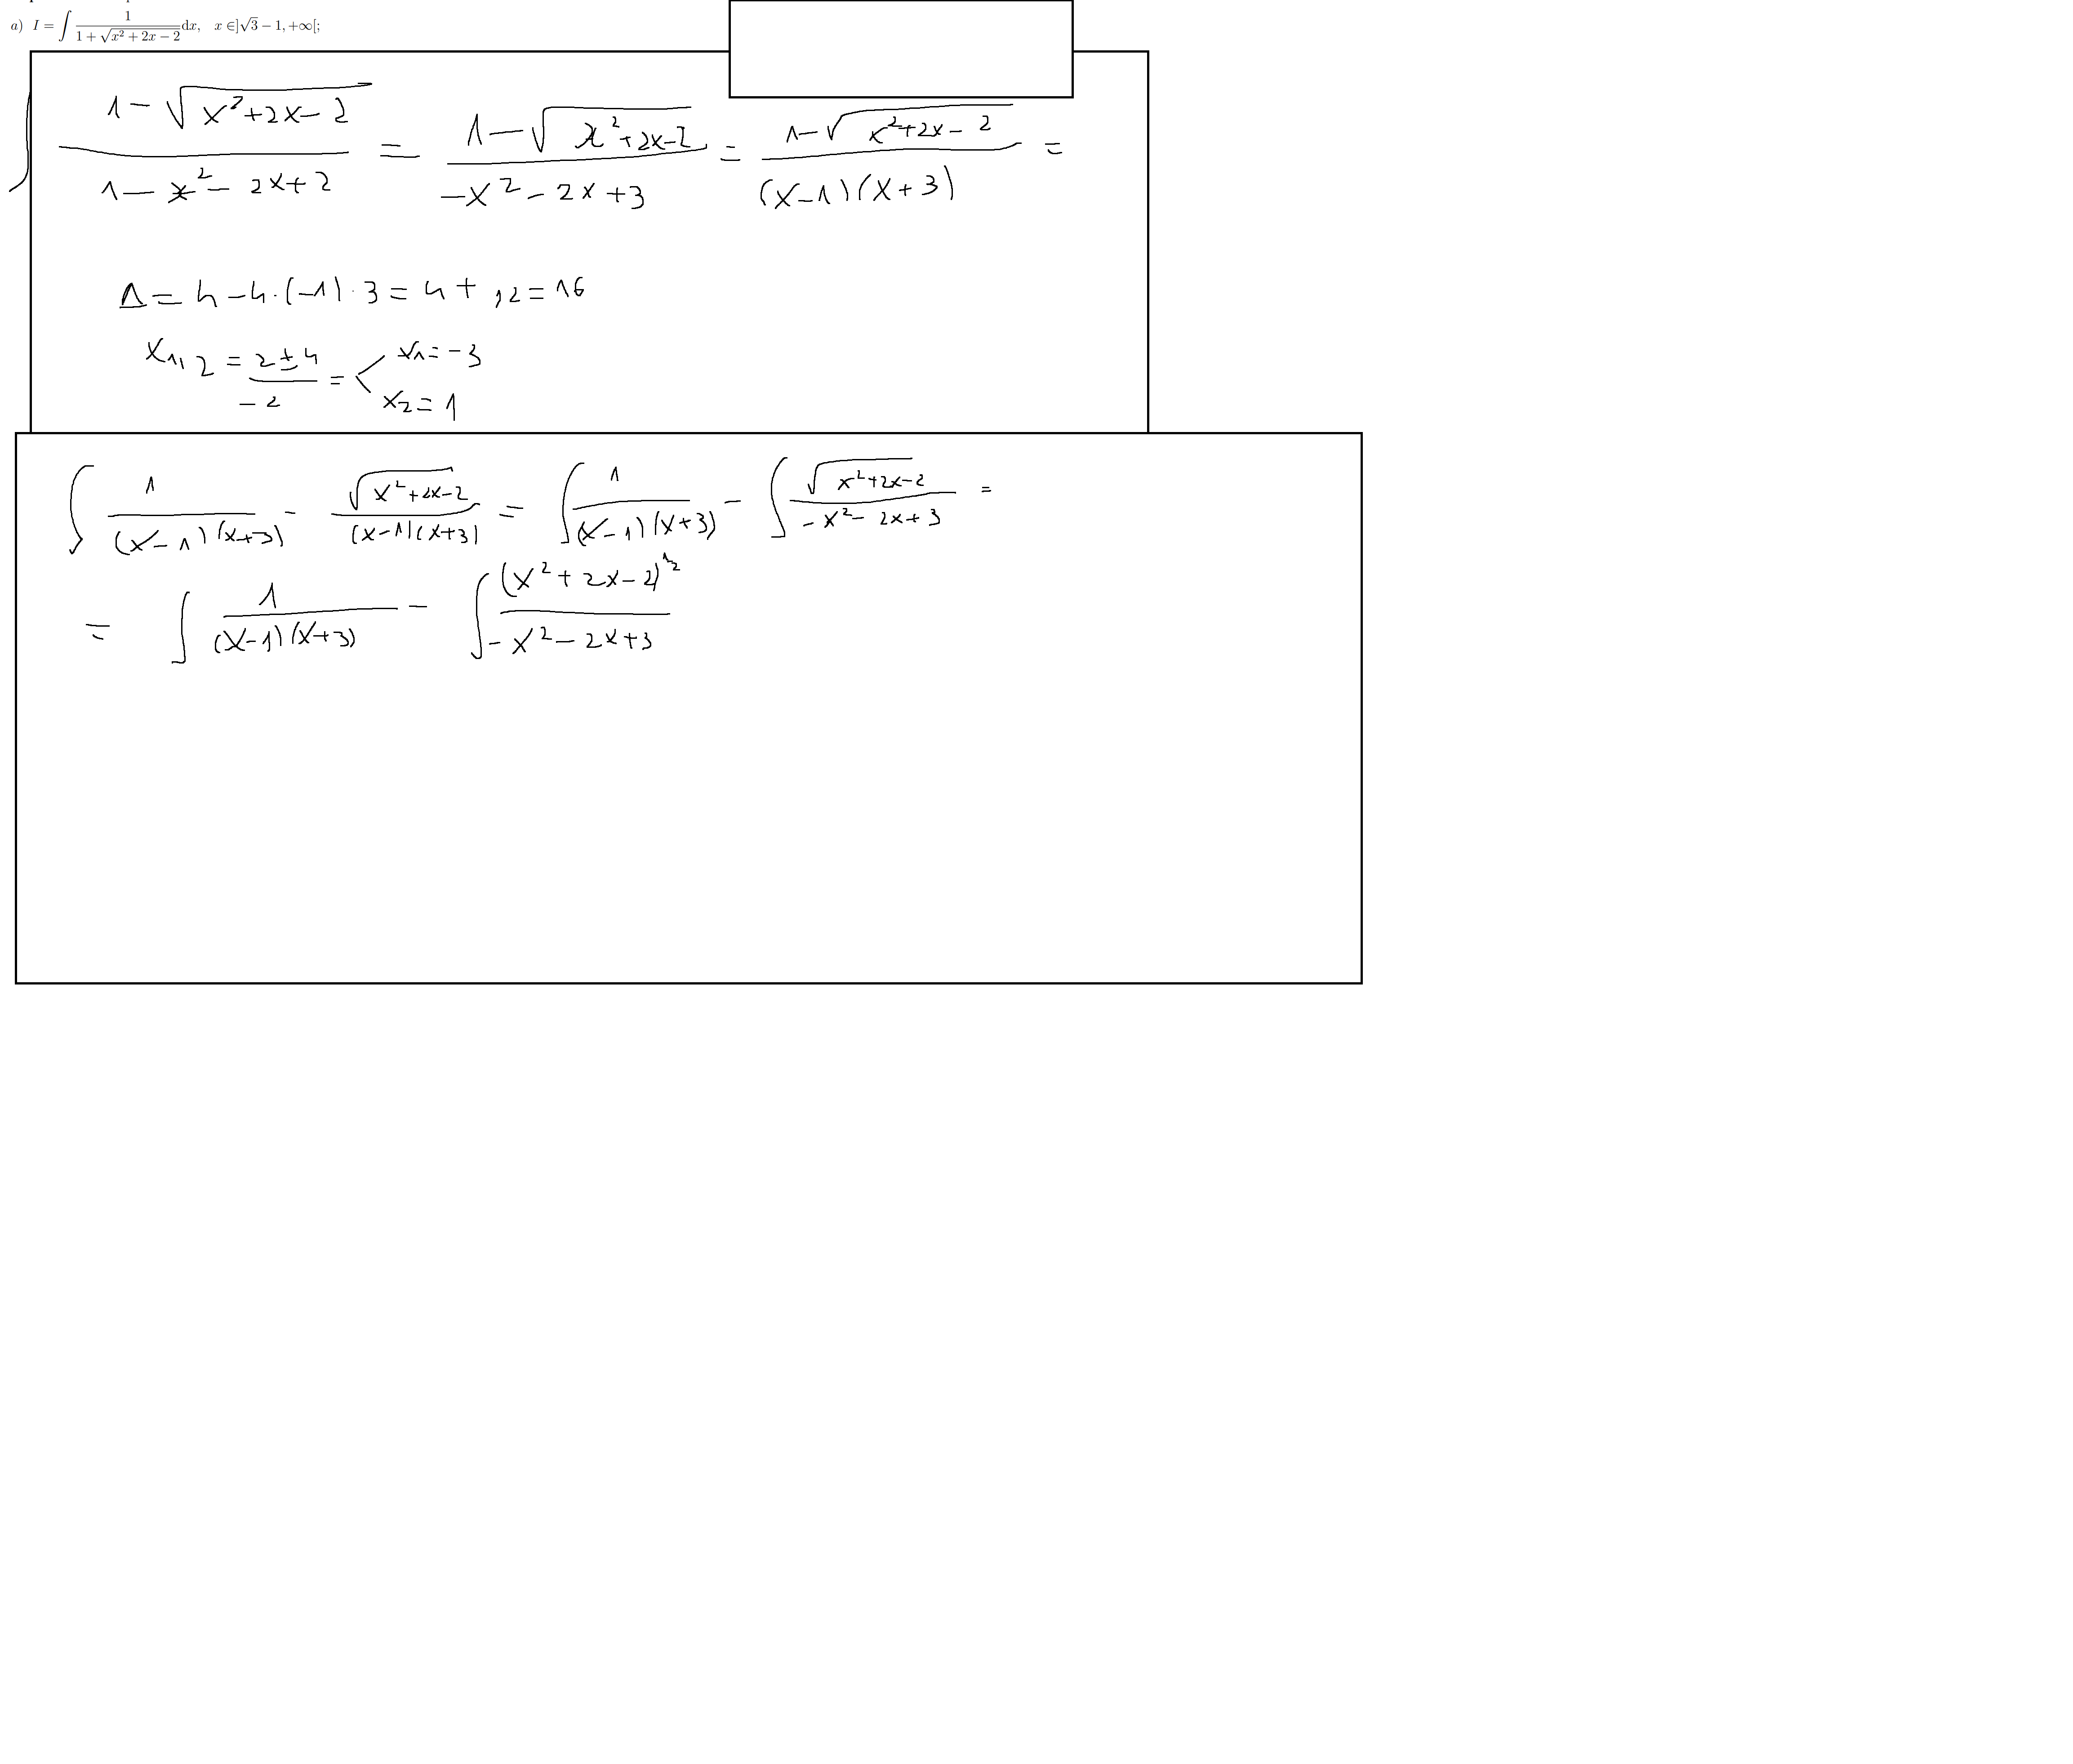 a) I = ∫ 1/(1 + √(x² + 2x − 2)) dx, x ∈]√3 − 1, +∞[;
∫ (1 − √(x² + 2x − 2))/(1 − x² − 2x + 2) = (1 − √(x² + 2x − 2))/(−x² − 2x + 3) = (1 − √(x² + 2x − 2))/((x − 1)(x + 3)) =
Δ = 4 − 4·(−1)·3 = 4 + 12 = 16
x₁,₂ = (2 ± 4)/(−2) = < x₁ = −3
x₂ = 1
∫ 1/((x − 1)(x + 3)) − √(x² + 2x − 2)/((x − 1)(x + 3)) = ∫ 1/((x − 1)(x + 3)) − ∫ √(x² + 2x − 2)/(−x² − 2x + 3) =
= ∫ 1/((x − 1)(x + 3)) − ∫ (x² + 2x − 2)^½/(−x² − 2x + 3)